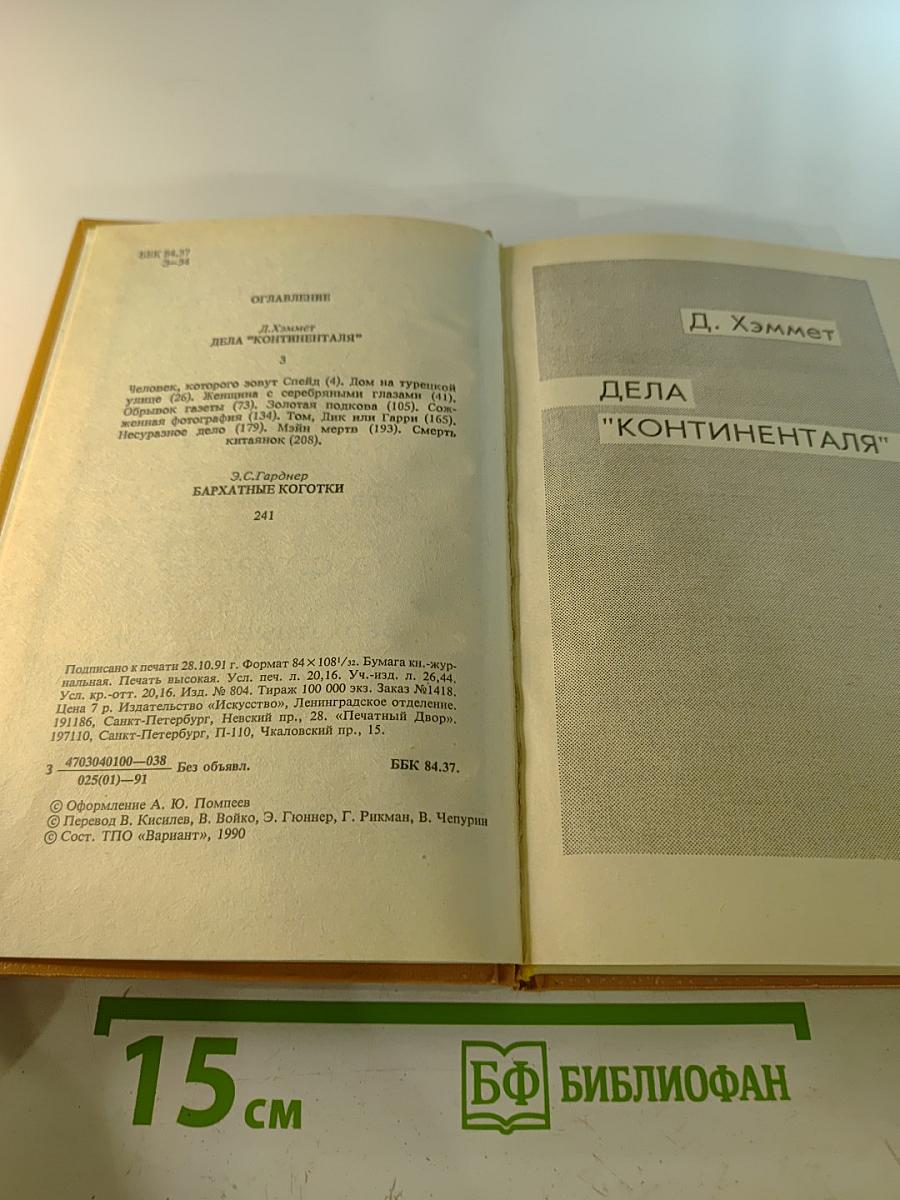 ББК 84.37
З—34
ОГЛАВЛЕНИЕ
Д.Хэммет
ДЕЛА "КОНТИНЕНТАЛЯ"
3
Человек, которого зовут Спейд (4). Дом на турецкой
улице (26). Женщина с серебряными глазами (41).
Обрывок газеты (73). Золотая подкова (105). Сож-
женная фотография (134). Том, Дик или Гарри (165).
Несуразное дело (179). Мэйн мертв (193). Смерть
китаянок (208).
Э.С.Гарднер
БАРХАТНЫЕ КОГОТКИ
241
Подписано к печати 28.10.91 г. Формат 84×108¹/₃₂. Бумага кн.-жур-
нальная. Печать высокая. Усл. печ. л. 20,16. Уч.-изд. л. 26,44.
Усл. кр.-отт. 20,16. Изд. № 804. Тираж 100 000 экз. Заказ №1418.
Цена 7 р. Издательство «Искусство», Ленинградское отделение.
191186, Санкт-Петербург, Невский пр., 28. «Печатный Двор».
197110, Санкт-Петербург, П-110, Чкаловский пр., 15.
З 4703040100—038 Без объявл. ББК 84.37.
025(01)—91
© Оформление А. Ю. Помпеев
© Перевод В. Кисилев, В. Войко, Э. Гюннер, Г. Рикман, В. Чепурин
© Сост. ТПО «Вариант», 1990
Д. Хэммет
ДЕЛА
"КОНТИНЕНТАЛЯ"
15 см
БФ БИБЛИОФАН